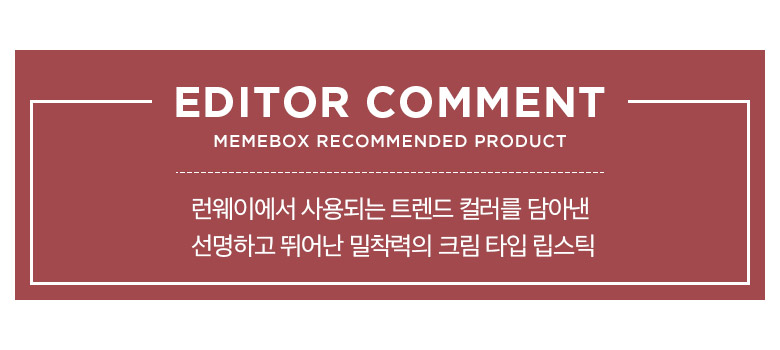 EDITOR COMMENT
MEMEBOX RECOMMENDED PRODUCT
런웨이에서 사용되는 트렌드 컬러를 담아낸
선명하고 뛰어난 밀착력의 크림 타입 립스틱